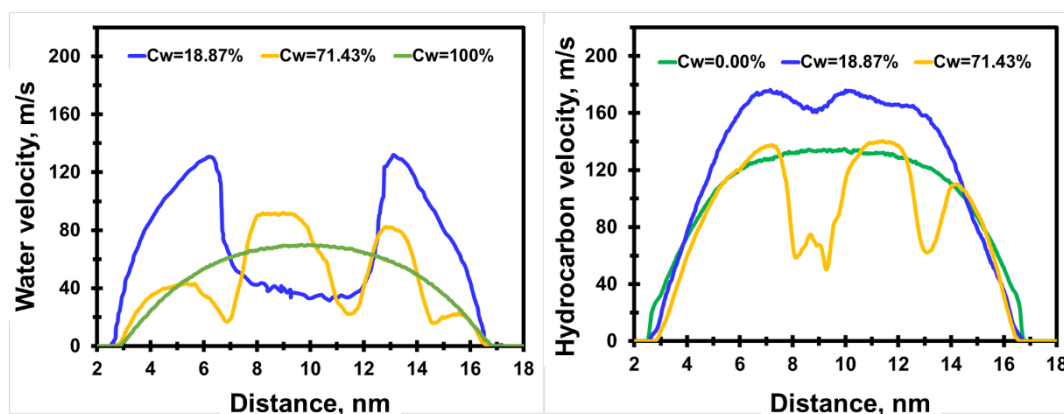 Water velocity, m/s
200
160
120
80
40
0
Cw=18.87% Cw=71.43% Cw=100%
2 4 6 8 10 12 14 16 18
Distance, nm
Hydrocarbon velocity, m/s
200
160
120
80
40
0
Cw=0.00% Cw=18.87% Cw=71.43%
2 4 6 8 10 12 14 16 18
Distance, nm